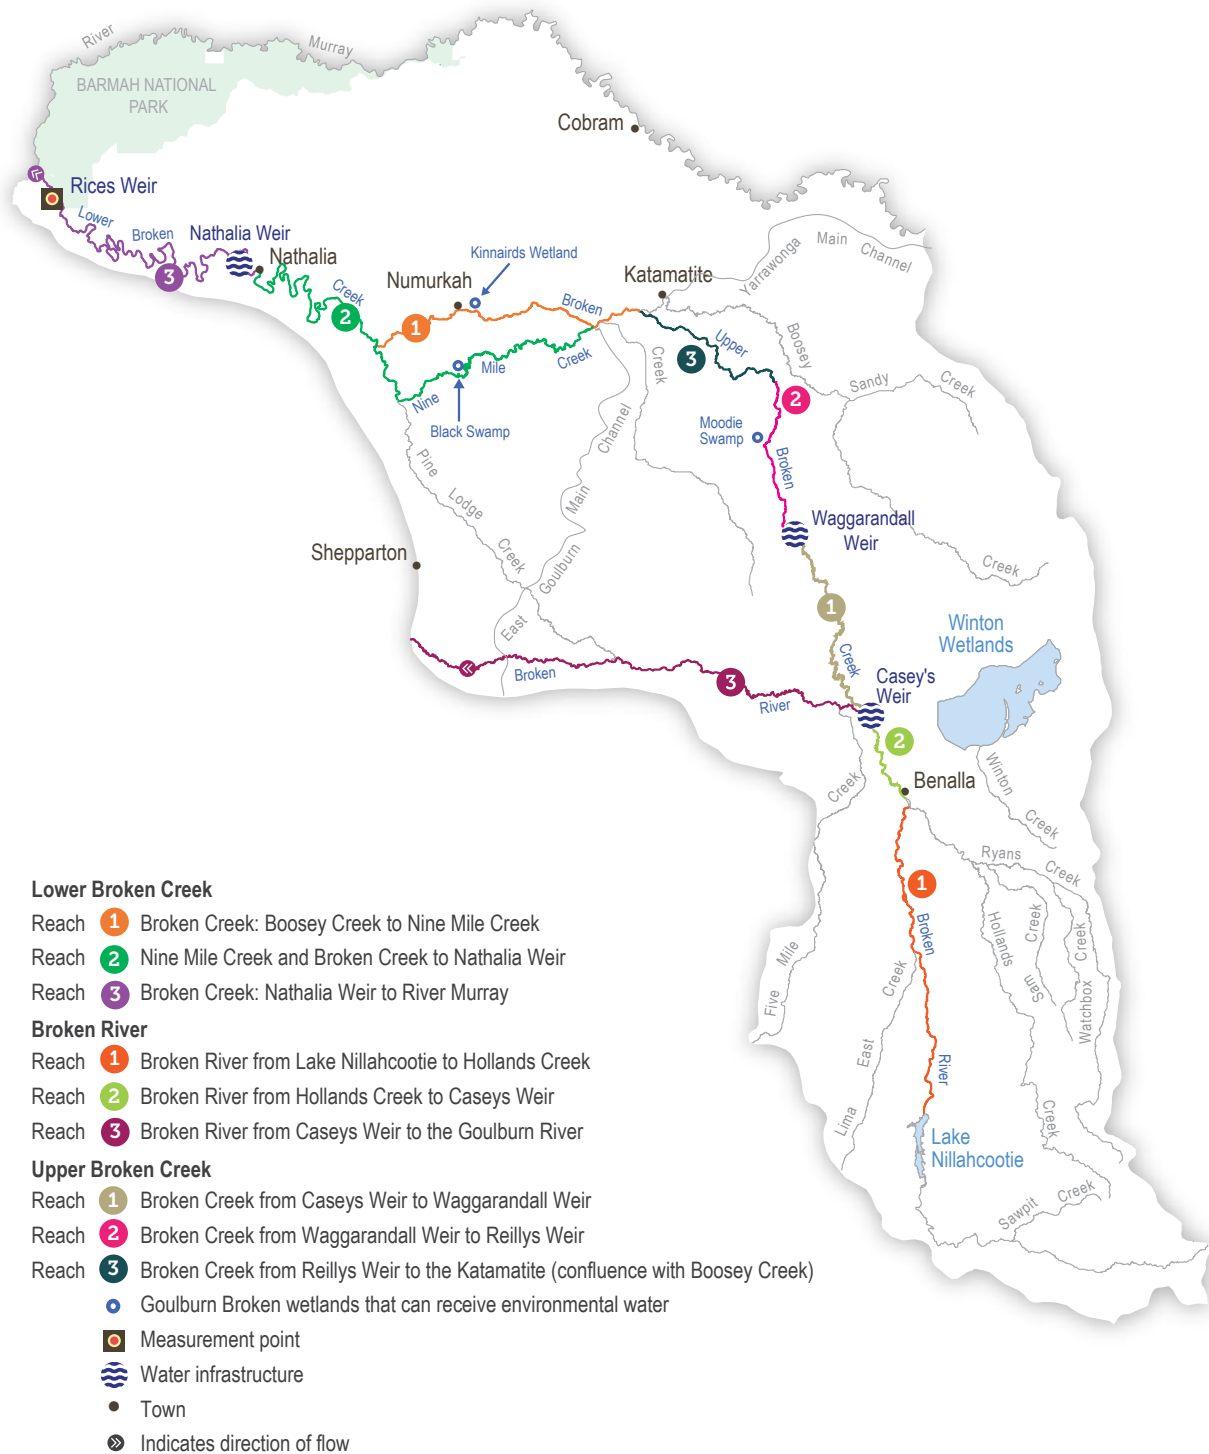 River
Murray
BARMAH NATIONAL
PARK
Cobram
Rices Weir
Lower
Broken
Nathalia Weir
Nathalia
3
Creek
2
Kinnairds Wetland
Numurkah
Katamatite
Yarrawonga
Main
Channel
Broken
1
Upper
3
Boosey
Creek
Sandy
Creek
2
Nine
Mile
Creek
Black Swamp
Moodie
Swamp
Broken
Pine
Lodge
Creek
Channel
Main
Goulburn
East
Waggarandall
Weir
Creek
Shepparton
1
Creek
Winton
Wetlands
Casey's
Weir
Broken
3
River
2
Benalla
Creek
Winton
Creek
Ryans
Creek
1
Broken
Hollands
Creek
Sam
Creek
Watchbox
Mile
Five
Creek
East
Lima
River
Creek
Lake
Nillahcootie
Sawpit
Creek
Lower Broken Creek
Reach 1 Broken Creek: Boosey Creek to Nine Mile Creek
Reach 2 Nine Mile Creek and Broken Creek to Nathalia Weir
Reach 3 Broken Creek: Nathalia Weir to River Murray
Broken River
Reach 1 Broken River from Lake Nillahcootie to Hollands Creek
Reach 2 Broken River from Hollands Creek to Caseys Weir
Reach 3 Broken River from Caseys Weir to the Goulburn River
Upper Broken Creek
Reach 1 Broken Creek from Caseys Weir to Waggarandall Weir
Reach 2 Broken Creek from Waggarandall Weir to Reillys Weir
Reach 3 Broken Creek from Reillys Weir to the Katamatite (confluence with Boosey Creek)
Goulburn Broken wetlands that can receive environmental water
Measurement point
Water infrastructure
Town
Indicates direction of flow